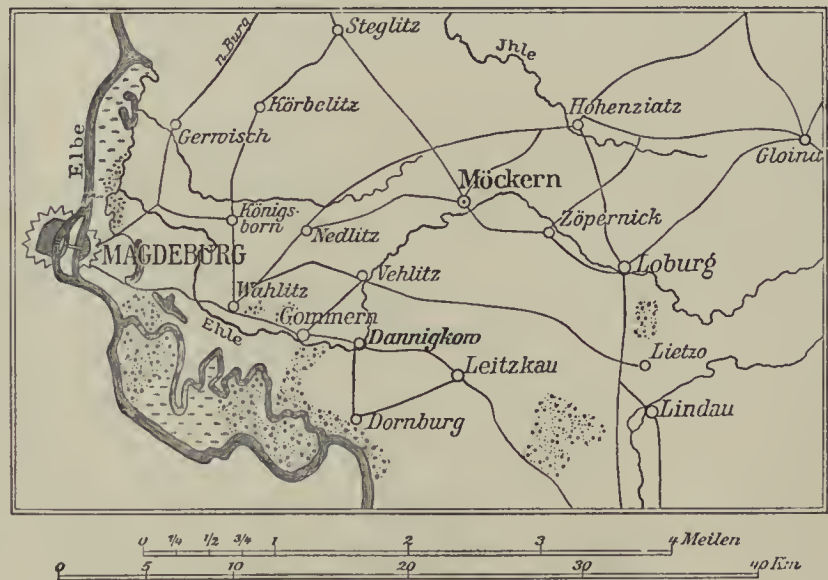 Steglitz
n. Burg
Jhle
Körbelitz
Hohenziatz
Gerwisch
Elbe
Gloina
Möckern
Königs-
born
Nedlitz
Zöpernick
MAGDEBURG
Vehlitz
Loburg
Wahlitz
Ehle
Gommern
Dannigkow
Lietzo
Leitzkau
Lindau
Dornburg
0 1/4 1/2 3/4 1 2 3 4 Meilen
0 5 10 20 30 40 Km